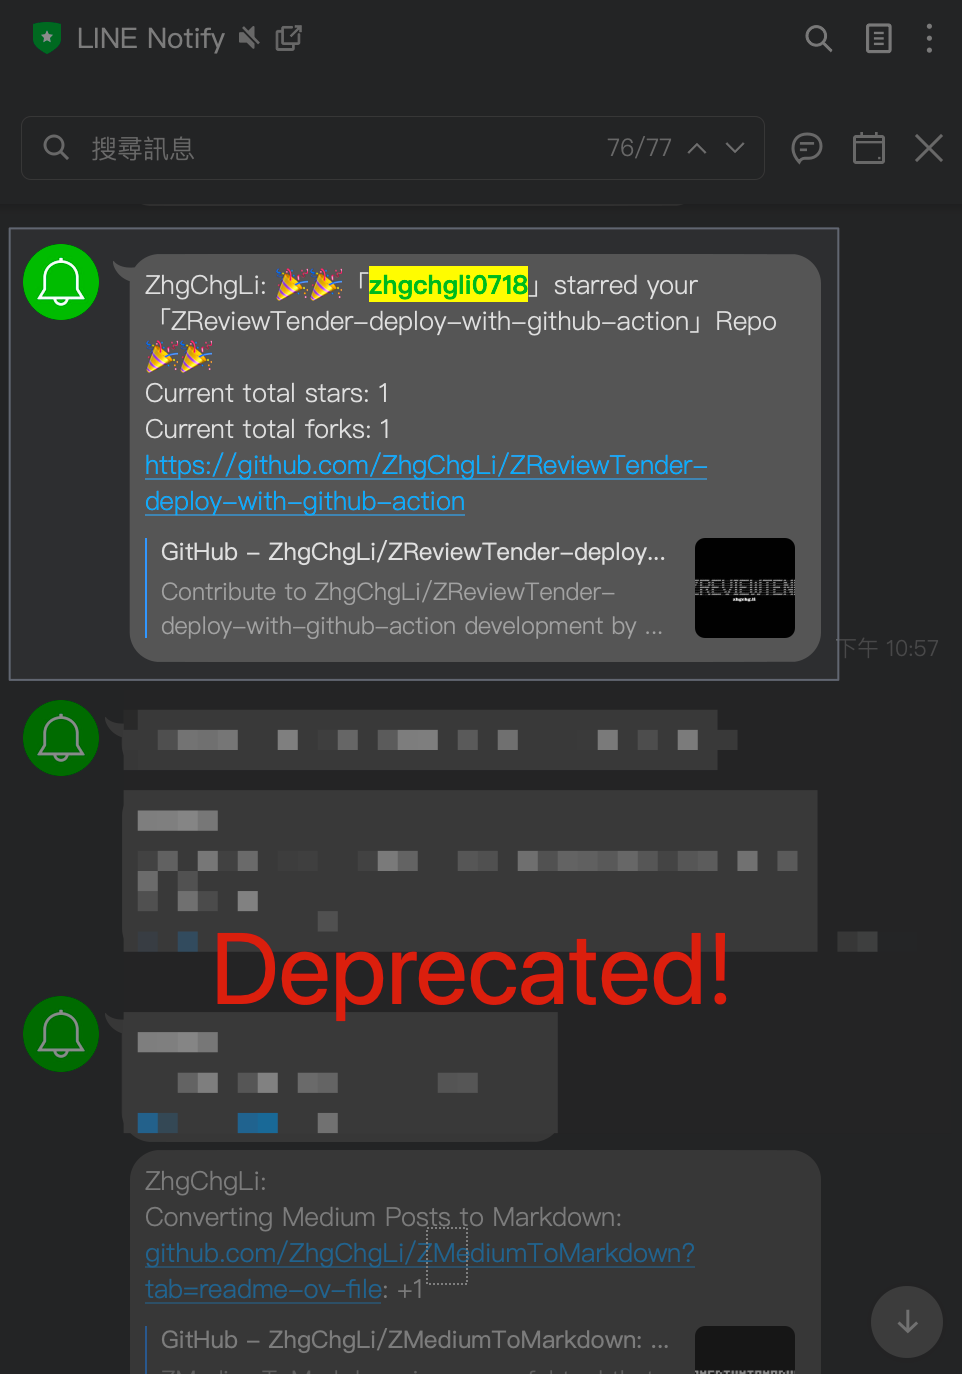 LINE Notify
搜尋訊息 76/77
ZhgChgLi: 🎉🎉「zhgchgli0718」starred your
「ZReviewTender-deploy-with-github-action」Repo
🎉🎉
Current total stars: 1
Current total forks: 1
https://github.com/ZhgChgLi/ZReviewTender-
deploy-with-github-action
GitHub - ZhgChgLi/ZReviewTender-deploy...
Contribute to ZhgChgLi/ZReviewTender-
deploy-with-github-action development by ...
ZREVIEWTEND
zhgchgli
下午 10:57
Deprecated!
ZhgChgLi:
Converting Medium Posts to Markdown:
github.com/ZhgChgLi/ZMediumToMarkdown?
tab=readme-ov-file: +1
GitHub - ZhgChgLi/ZMediumToMarkdown: ...